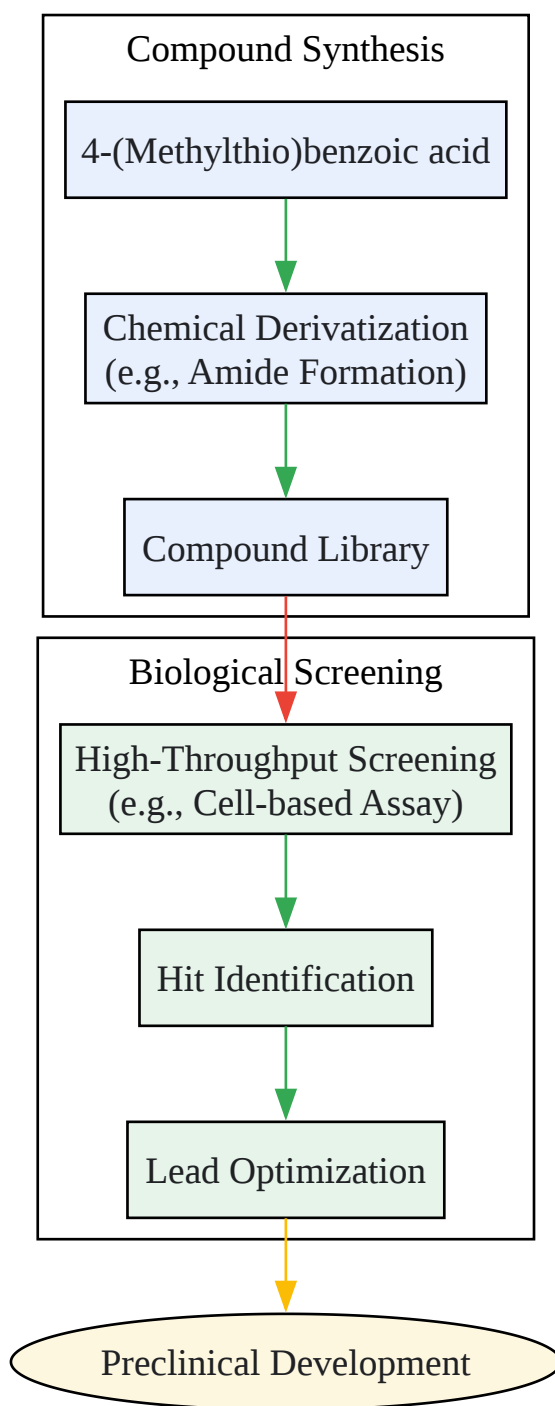 Compound Synthesis
4-(Methylthio)benzoic acid
Chemical Derivatization
(e.g., Amide Formation)
Compound Library
Biological Screening
High-Throughput Screening
(e.g., Cell-based Assay)
Hit Identification
Lead Optimization
Preclinical Development